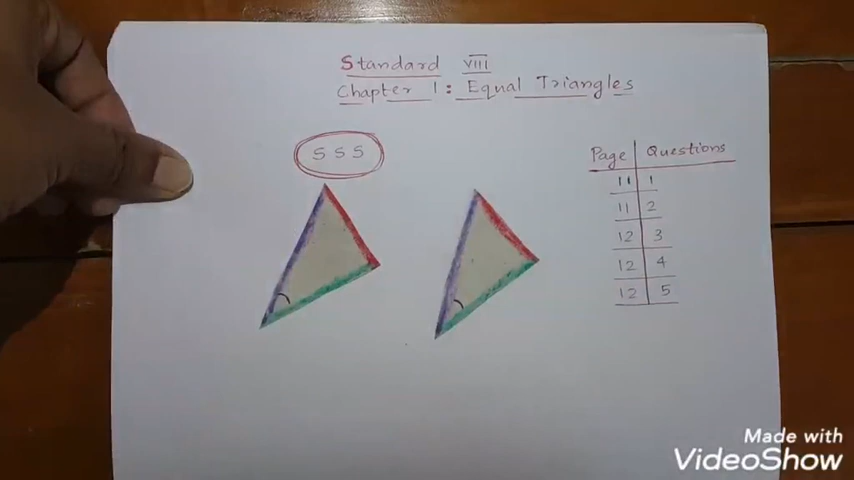 Standard VIII
Chapter 1: Equal Triangles
S S S
Page Questions
11 1
11 2
12 3
12 4
12 5
Made with
VideoShow